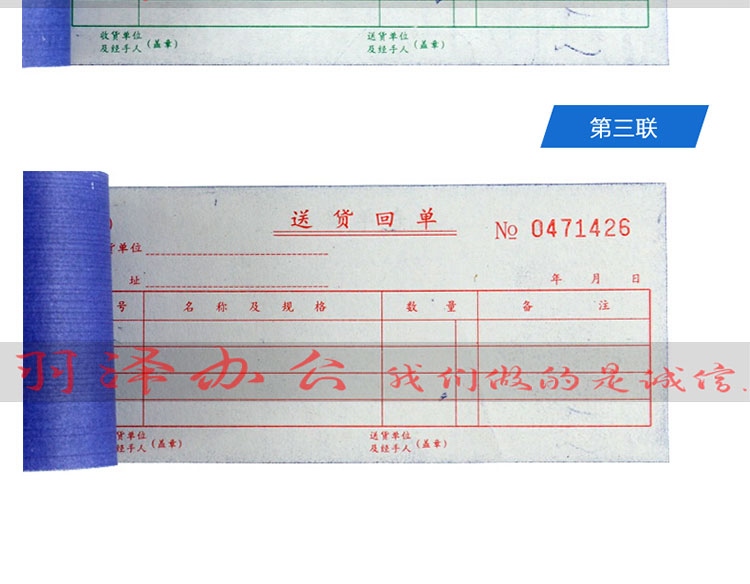 收货单位
及经手人(盖章)
送货单位
及经手人(盖章)
第三联
送货回单
№ 0471426
货单位
址
年 月 日
号 名称及规格 数量 备注
羽泽办公 我们做的是诚信.
货单位
经手人(盖章)
送货单位
及经手人(盖章)